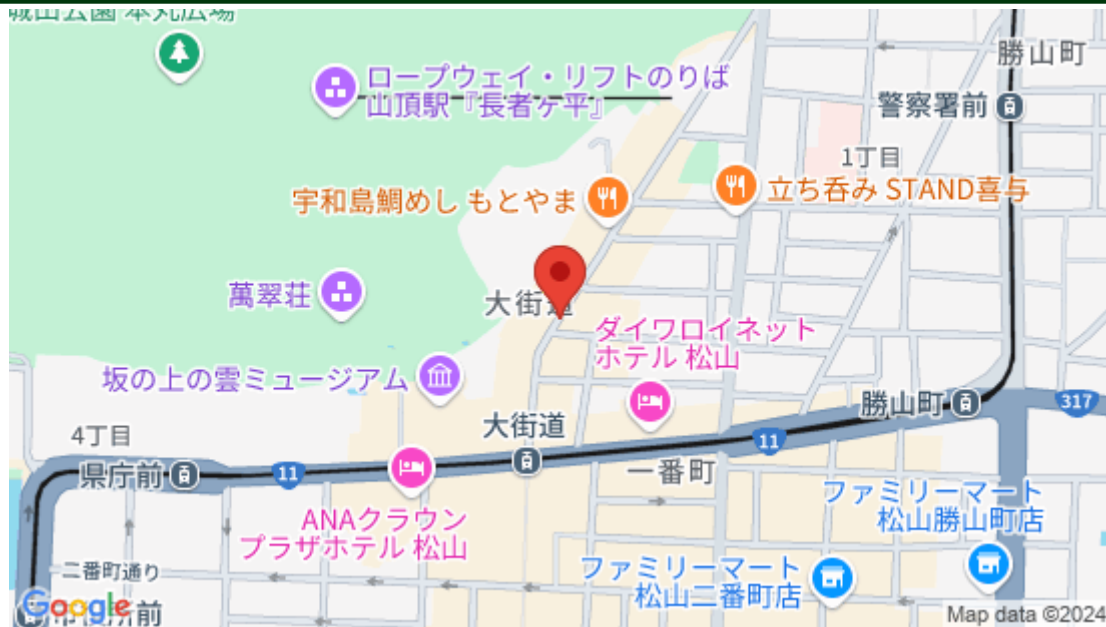 城山公園 本丸広場
勝山町
ロープウェイ・リフトのりば
山頂駅『長者ケ平』
警察署前
1丁目
宇和島鯛めし もとやま
立ち呑み STAND喜与
萬翠荘
大街道
ダイワロイネット
ホテル 松山
坂の上の雲ミュージアム
勝山町
317
4丁目
大街道
11
県庁前
11
一番町
ANAクラウン
プラザホテル 松山
ファミリーマート
松山勝山町店
二番町通り
ファミリーマート
松山二番町店
Google
前
Map data ©2024